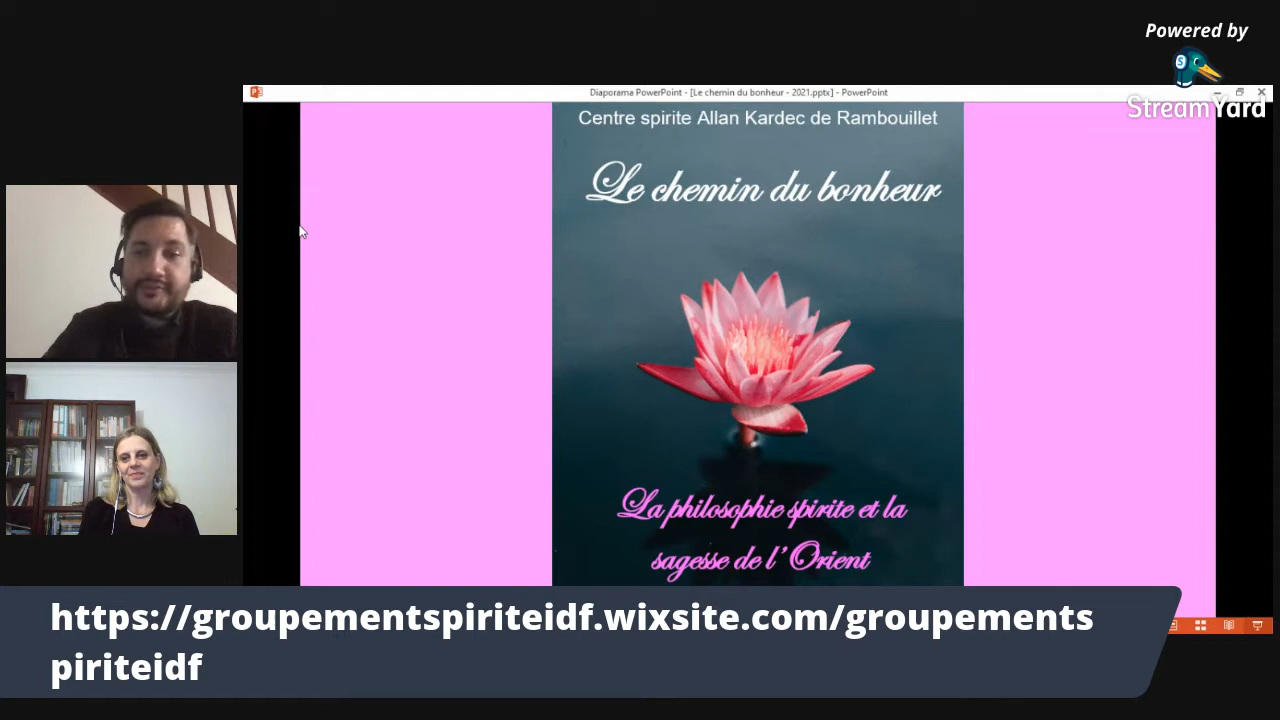 Powered by
StreamYard
Diaporama PowerPoint - [Le chemin du bonheur - 2021.pptx] - PowerPoint
Centre spirite Allan Kardec de Rambouillet
Le chemin du bonheur
La philosophie spirite et la
sagesse de l'Orient
https://groupementspiriteidf.wixsite.com/groupements
piriteidf